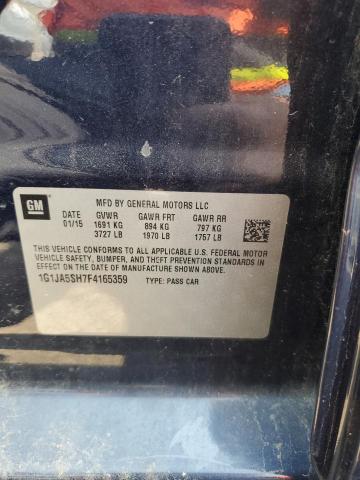 GM
MFD BY GENERAL MOTORS LLC
DATE GVWR GAWR FRT GAWR RR
01/15 1691 KG 894 KG 797 KG
3727 LB 1970 LB 1757 LB
THIS VEHICLE CONFORMS TO ALL APPLICABLE U.S. FEDERAL MOTOR
VEHICLE SAFETY, BUMPER, AND THEFT PREVENTION STANDARDS IN
EFFECT ON THE DATE OF MANUFACTURE SHOWN ABOVE.
1G1JA5SH7F4165359 TYPE: PASS CAR